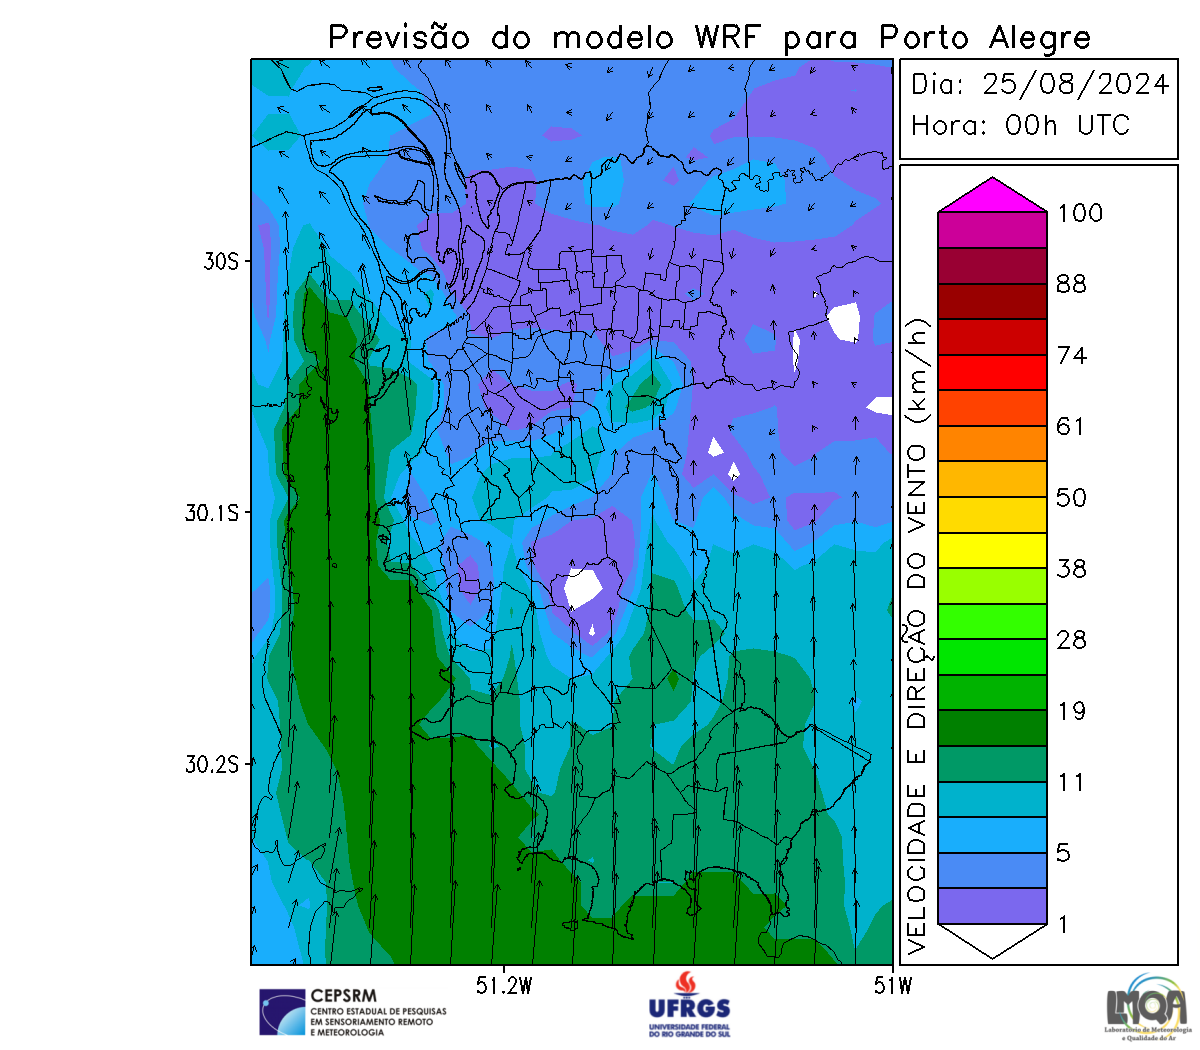 Previsão do modelo WRF para Porto Alegre
Dia: 25/08/2024
Hora: 00h UTC
30S
30.1S
30.2S
51.2W
51W
VELOCIDADE E DIREÇÃO DO VENTO (km/h)
100
88
74
61
50
38
28
19
11
5
1
CEPSRM
CENTRO ESTADUAL DE PESQUISAS
EM SENSORIAMENTO REMOTO
E METEOROLOGIA
UFRGS
UNIVERSIDADE FEDERAL
DO RIO GRANDE DO SUL
LMQA
Laboratório de Meteorologia
e Qualidade do Ar